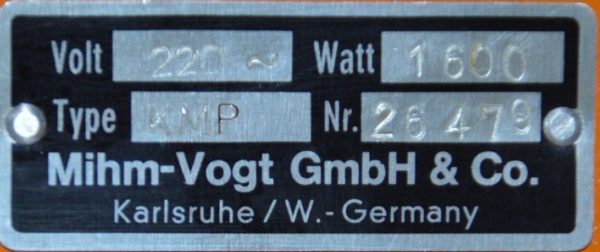 Volt 220 ~ Watt 1600
Type KMP Nr. 26479
Mihm-Vogt GmbH & Co.
Karlsruhe / W.- Germany